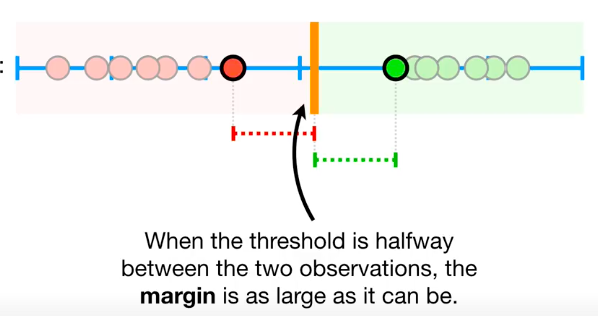 :
When the threshold is halfway
between the two observations, the
margin is as large as it can be.